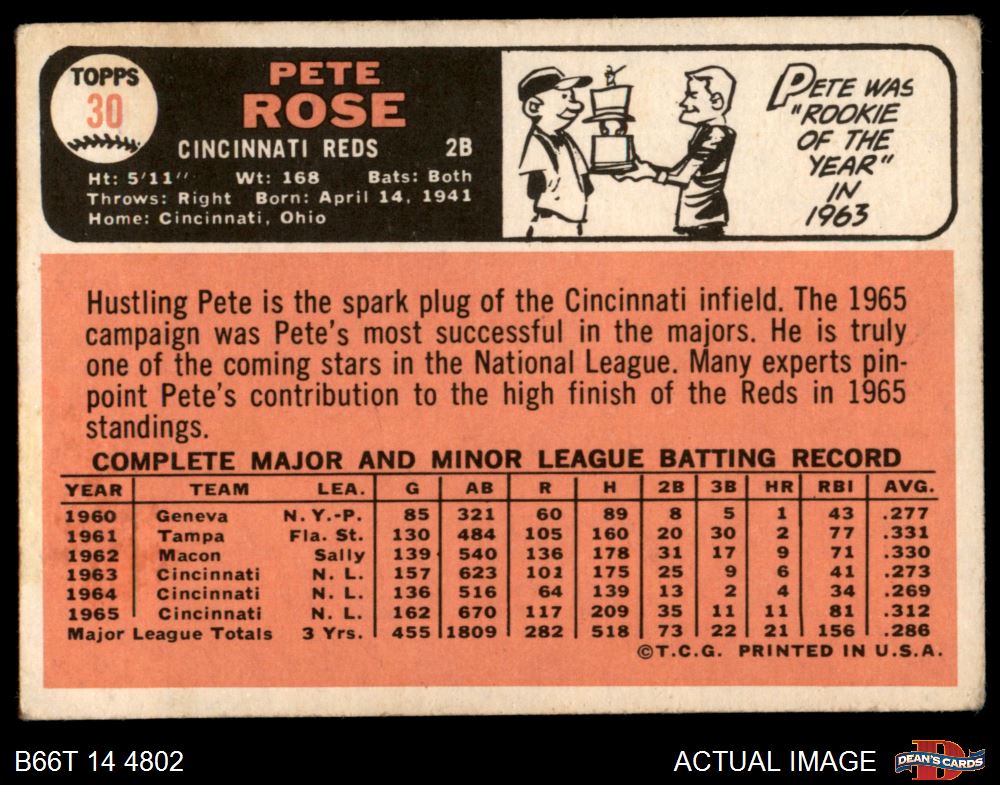 TOPPS
30
PETE
ROSE
CINCINNATI REDS 2B
Ht: 5'11" Wt: 168 Bats: Both
Throws: Right Born: April 14, 1941
Home: Cincinnati, Ohio
PETE WAS
"ROOKIE
OF THE
YEAR"
IN
1963
Hustling Pete is the spark plug of the Cincinnati infield. The 1965
campaign was Pete's most successful in the majors. He is truly
one of the coming stars in the National League. Many experts pin-
point Pete's contribution to the high finish of the Reds in 1965
standings.
COMPLETE MAJOR AND MINOR LEAGUE BATTING RECORD
YEAR TEAM LEA. G AB R H 2B 3B HR RBI AVG.
1960 Geneva N.Y.-P. 85 321 60 89 8 5 1 43 .277
1961 Tampa Fla. St. 130 484 105 160 20 30 2 77 .331
1962 Macon Sally 139 540 136 178 31 17 9 71 .330
1963 Cincinnati N. L. 157 623 101 175 25 9 6 41 .273
1964 Cincinnati N. L. 136 516 64 139 13 2 4 34 .269
1965 Cincinnati N. L. 162 670 117 209 35 11 11 81 .312
Major League Totals 3 Yrs. 455 1809 282 518 73 22 21 156 .286
©T.C.G. PRINTED IN U.S.A.
B66T 14 4802
ACTUAL IMAGE
DEAN'S CARDS